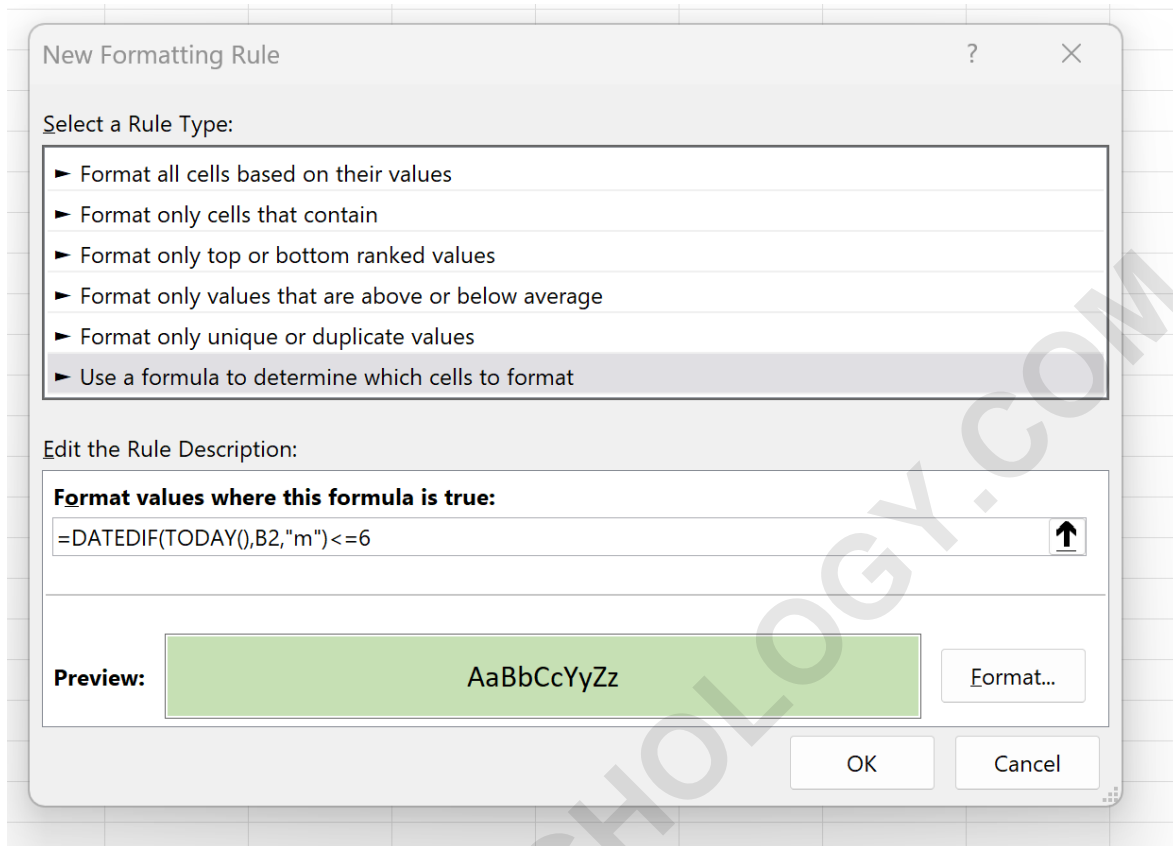 New Formatting Rule
?
Select a Rule Type:
► Format all cells based on their values
► Format only cells that contain
► Format only top or bottom ranked values
► Format only values that are above or below average
► Format only unique or duplicate values
► Use a formula to determine which cells to format
Edit the Rule Description:
Format values where this formula is true:
=DATEDIF(TODAY(),B2,"m")<=6
Preview:
AaBbCcYyZz
Format...
OK
Cancel
HOLOGY.COM